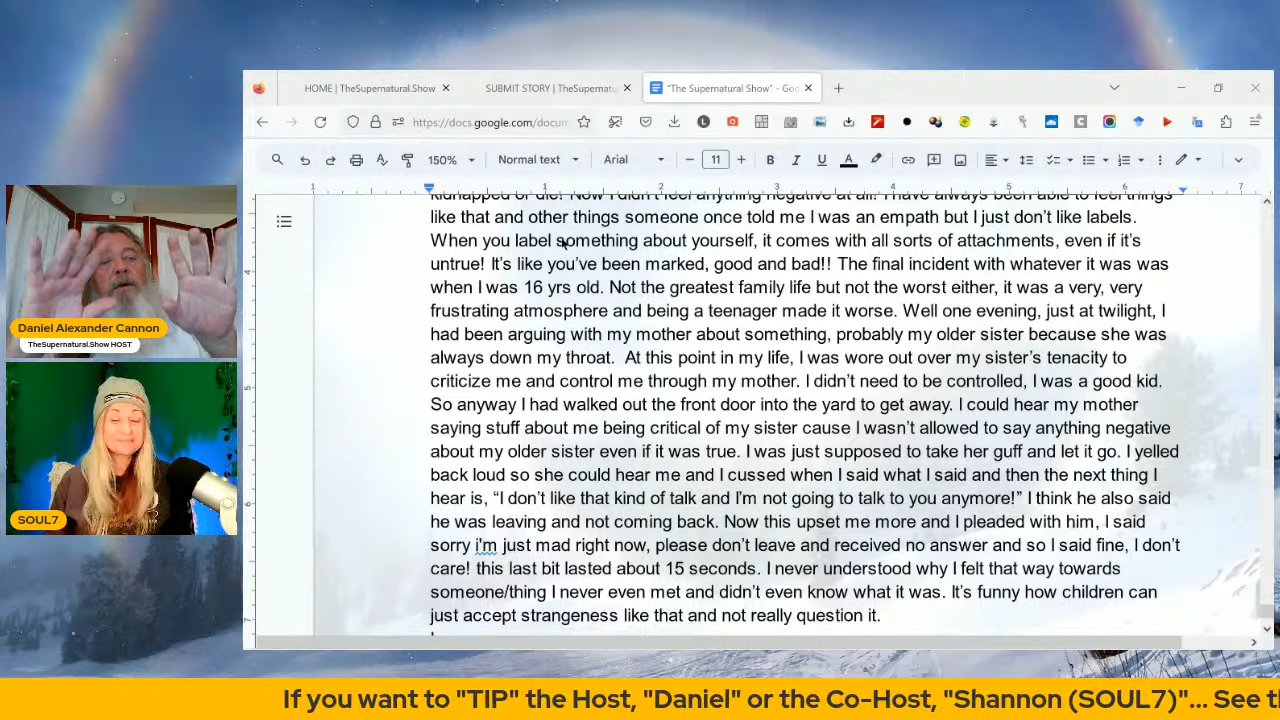 HOME | TheSupernatural.Show
SUBMIT STORY | TheSupernatu
"The Supernatural Show" - Goo
https://docs.google.com/docum
150%
Normal text
Arial
11
1 1 2 3 4 5 6 7
like that and other things someone once told me I was an empath but I just don't like labels.
When you label something about yourself, it comes with all sorts of attachments, even if it's
untrue! It's like you've been marked, good and bad!! The final incident with whatever it was was
when I was 16 yrs old. Not the greatest family life but not the worst either, it was a very, very
frustrating atmosphere and being a teenager made it worse. Well one evening, just at twilight, I
had been arguing with my mother about something, probably my older sister because she was
always down my throat.  At this point in my life, I was wore out over my sister's tenacity to
criticize me and control me through my mother. I didn't need to be controlled, I was a good kid.
So anyway I had walked out the front door into the yard to get away. I could hear my mother
saying stuff about me being critical of my sister cause I wasn't allowed to say anything negative
about my older sister even if it was true. I was just supposed to take her guff and let it go. I yelled
back loud so she could hear me and I cussed when I said what I said and then the next thing I
hear is, “I don't like that kind of talk and I'm not going to talk to you anymore!” I think he also said
he was leaving and not coming back. Now this upset me more and I pleaded with him, I said
sorry i'm just mad right now, please don't leave and received no answer and so I said fine, I don't
care! this last bit lasted about 15 seconds. I never understood why I felt that way towards
someone/thing I never even met and didn't even know what it was. It's funny how children can
just accept strangeness like that and not really question it.
4
5
6
7
Daniel Alexander Cannon
TheSupernatural.Show HOST
SOUL7
If you want to "TIP" the Host, "Daniel" or the Co-Host, "Shannon (SOUL7)"... See t